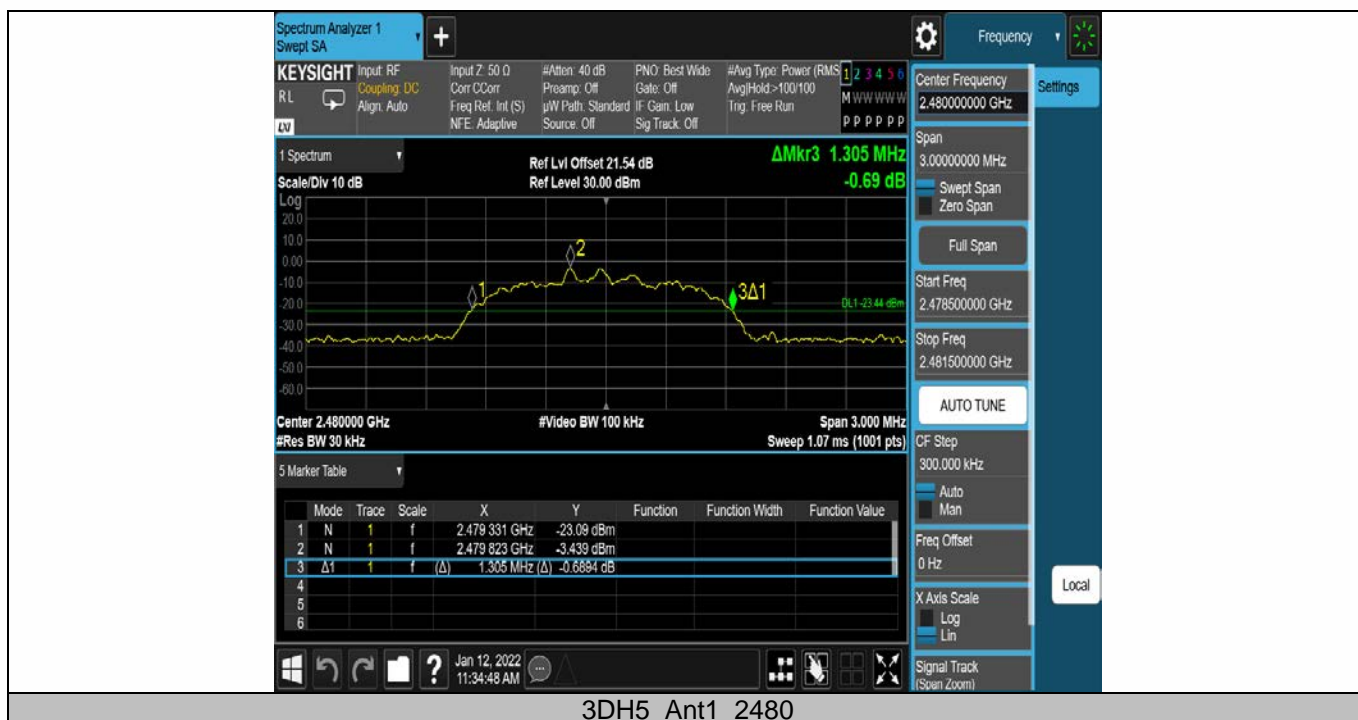 Spectrum Analyzer 1
Swept SA
+
Frequency
KEYSIGHT
RL
LXI
Input: RF
Coupling: DC
Align: Auto
Input Z: 50 Ω
Corr CCorr
Freq Ref: Int (S)
NFE: Adaptive
#Atten: 40 dB
Preamp: Off
µW Path: Standard
Source: Off
PNO: Best Wide
Gate: Off
IF Gain: Low
Sig Track: Off
#Avg Type: Power (RMS
Avg|Hold:>100/100
Trig: Free Run
1 2 3 4 5 6
M W W W W W
P P P P P P
1 Spectrum
Scale/Div 10 dB
Ref Lvl Offset 21.54 dB
Ref Level 30.00 dBm
ΔMkr3 1.305 MHz
-0.69 dB
Log
20.0
10.0
0.00
-10.0
-20.0
-30.0
-40.0
-50.0
-60.0
1
2
3Δ1
DL1 -23.44 dBm
Center 2.480000 GHz
#Video BW 100 kHz
Span 3.000 MHz
#Res BW 30 kHz
Sweep 1.07 ms (1001 pts)
5 Marker Table
Mode Trace Scale X Y Function Function Width Function Value
1 N 1 f 2.479 331 GHz -23.09 dBm
2 N 1 f 2.479 823 GHz -3.439 dBm
3 Δ1 1 f (Δ) 1.305 MHz (Δ) -0.6894 dB
4
5
6
?
Jan 12, 2022
11:34:48 AM
Center Frequency
2.480000000 GHz
Settings
Span
3.00000000 MHz
Swept Span
Zero Span
Full Span
Start Freq
2.478500000 GHz
Stop Freq
2.481500000 GHz
AUTO TUNE
CF Step
300.000 kHz
Auto
Man
Freq Offset
0 Hz
Local
X Axis Scale
Log
Lin
Signal Track
(Span Zoom)
3DH5_Ant1_2480